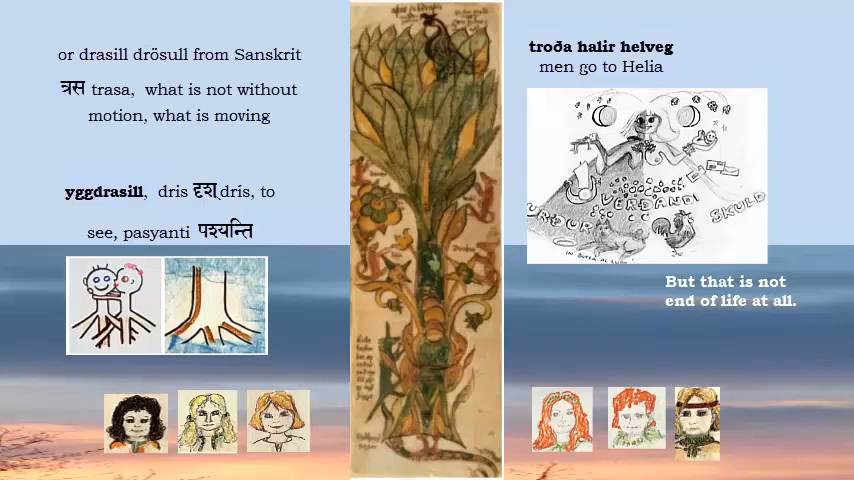 or drasill drösull from Sanskrit
त्रस trasa, what is not without
motion, what is moving
yggdrasill, dris दृश् dris, to
see, pasyanti पश्यन्ति
troða halir helveg
men go to Helia
URDUR
VERDANDI
SKULD
But that is not
end of life at all.